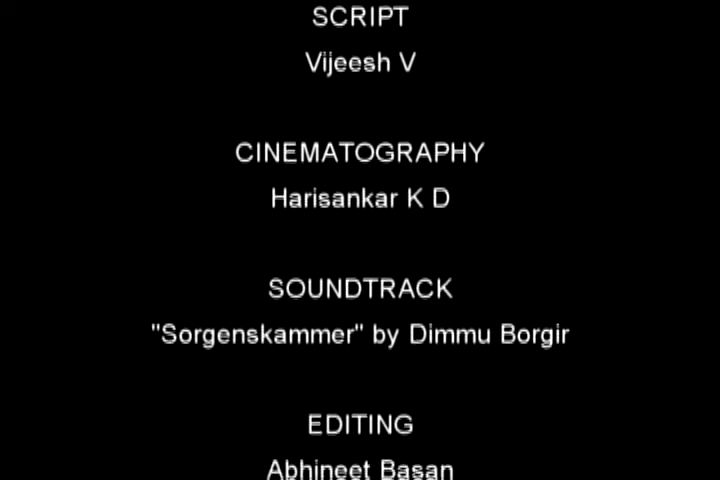 SCRIPT
Vijeesh V
CINEMATOGRAPHY
Harisankar K D
SOUNDTRACK
"Sorgenskammer" by Dimmu Borgir
EDITING
Abhineet Basan